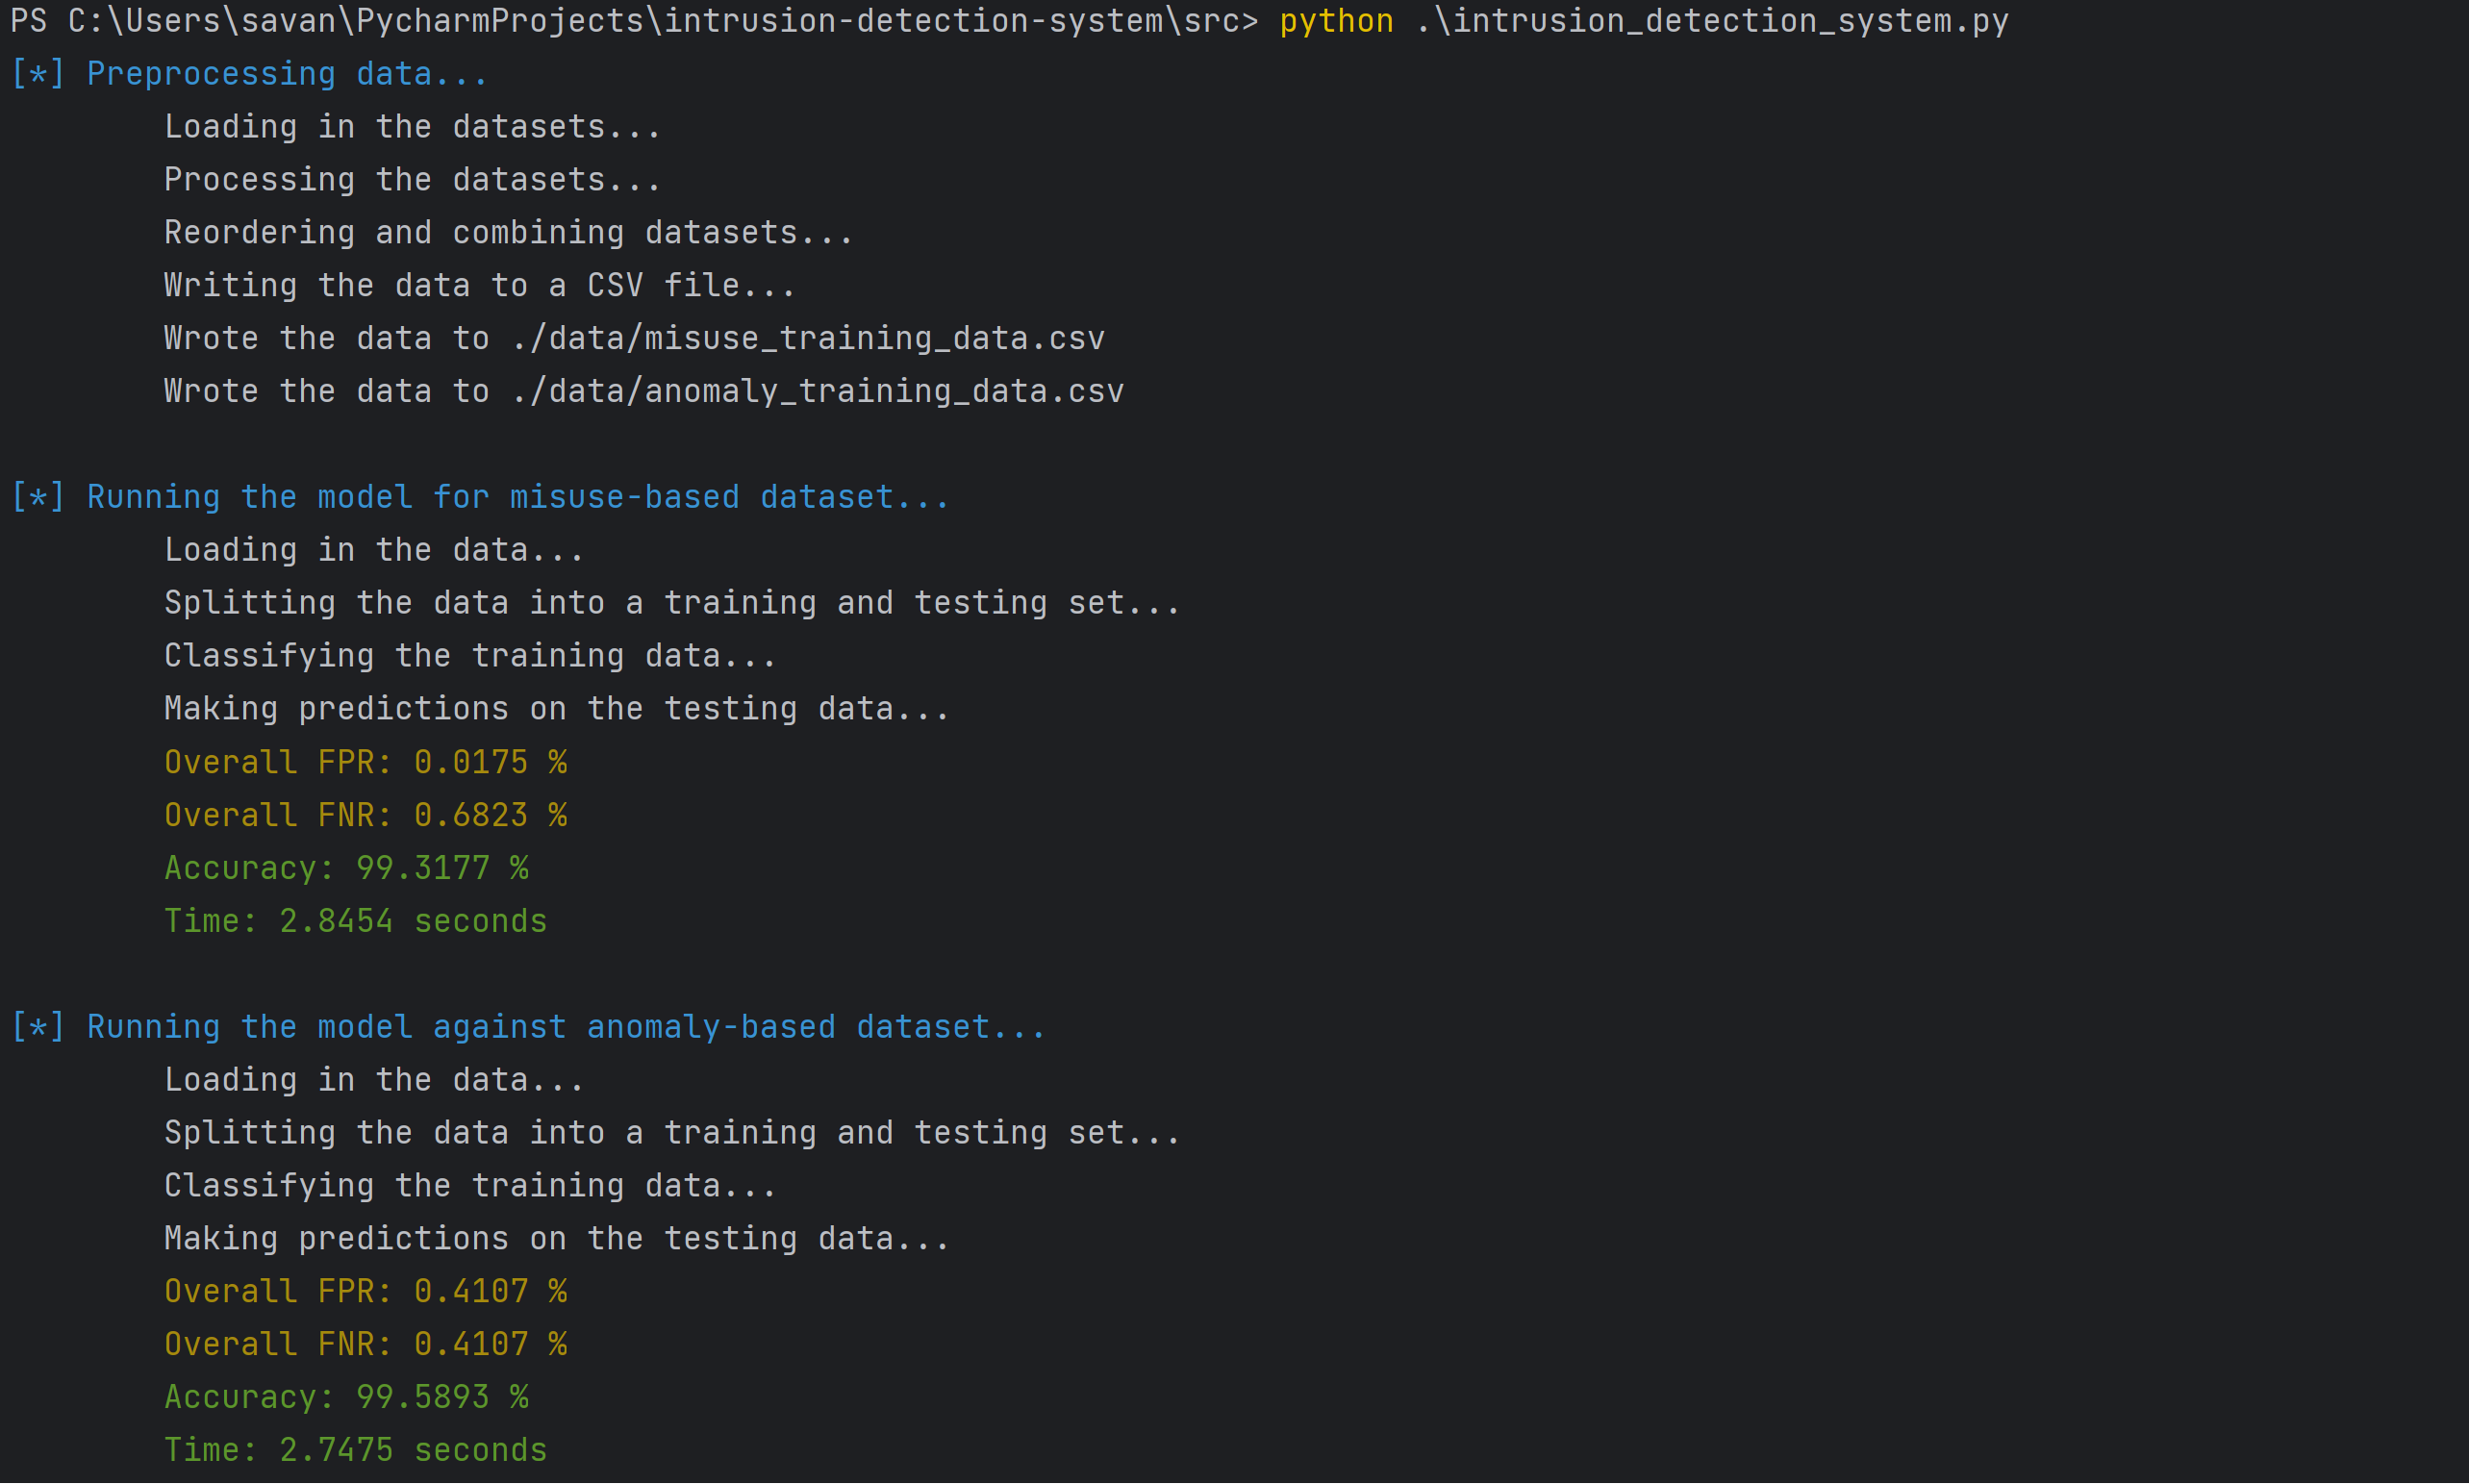 PS C:\Users\savan\PycharmProjects\intrusion-detection-system\src> python .\intrusion_detection_system.py
[*] Preprocessing data...
Loading in the datasets...
Processing the datasets...
Reordering and combining datasets...
Writing the data to a CSV file...
Wrote the data to ./data/misuse_training_data.csv
Wrote the data to ./data/anomaly_training_data.csv
[*] Running the model for misuse-based dataset...
Loading in the data...
Splitting the data into a training and testing set...
Classifying the training data...
Making predictions on the testing data...
Overall FPR: 0.0175 %
Overall FNR: 0.6823 %
Accuracy: 99.3177 %
Time: 2.8454 seconds
[*] Running the model against anomaly-based dataset...
Loading in the data...
Splitting the data into a training and testing set...
Classifying the training data...
Making predictions on the testing data...
Overall FPR: 0.4107 %
Overall FNR: 0.4107 %
Accuracy: 99.5893 %
Time: 2.7475 seconds